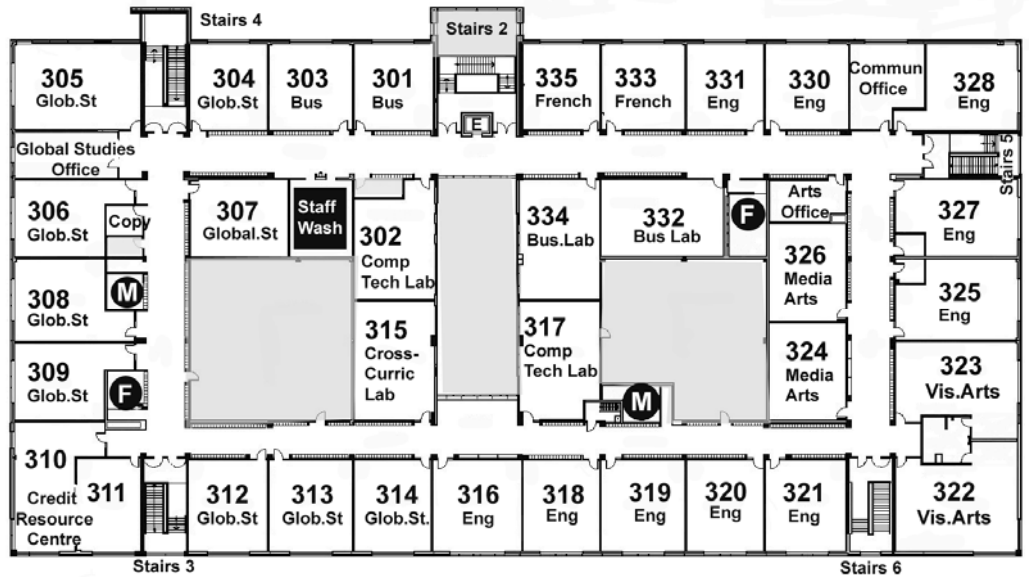 Stairs 4
Stairs 2
305
Glob.St
304
Glob.St
303
Bus
301
Bus
E
335
French
333
French
331
Eng
330
Eng
Commun
Office
328
Eng
Stairs 5
Global Studies
Office
306
Glob.St
Copy
307
Global.St
Staff
Wash
302
Comp
Tech Lab
334
Bus.Lab
332
Bus Lab
F
Arts
Office
326
Media
Arts
327
Eng
308
Glob.St
M
315
Cross-
Curric
Lab
317
Comp
Tech Lab
324
Media
Arts
325
Eng
309
Glob.St
F
M
323
Vis.Arts
310
Credit
Resource
Centre
311
312
Glob.St
313
Glob.St
314
Glob.St.
316
Eng
318
Eng
319
Eng
320
Eng
321
Eng
322
Vis.Arts
Stairs 3
Stairs 6